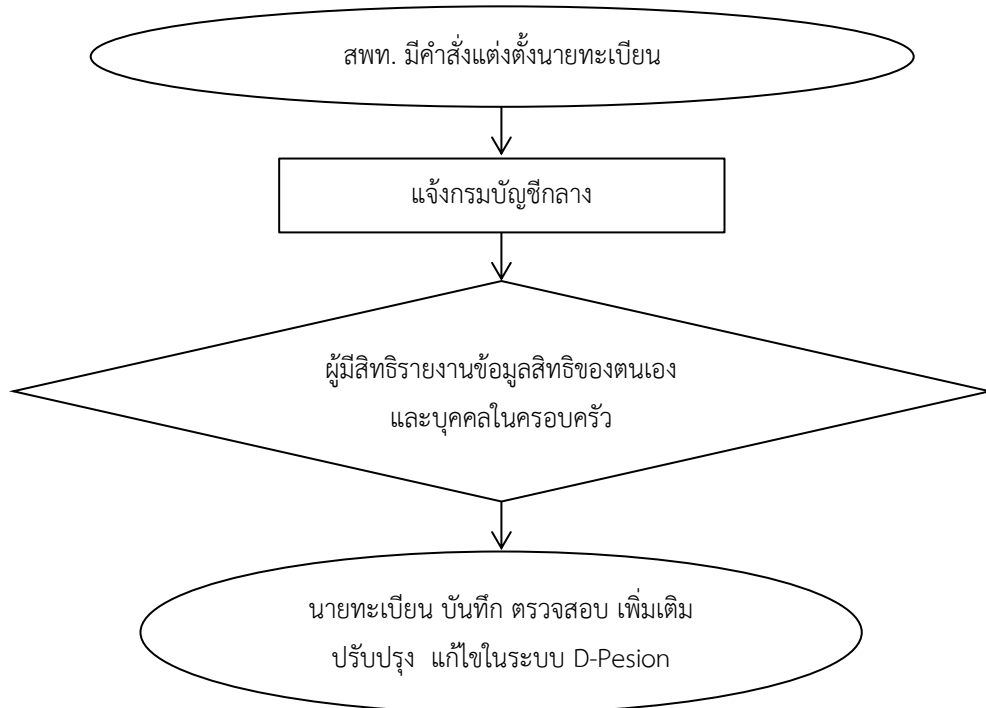 สพท. มีคำสั่งแต่งตั้งนายทะเบียน
แจ้งกรมบัญชีกลาง
ผู้มีสิทธิรายงานข้อมูลสิทธิของตนเอง
และบุคคลในครอบครัว
นายทะเบียน บันทึก ตรวจสอบ เพิ่มเติม
ปรับปรุง แก้ไขในระบบ D-Pesion